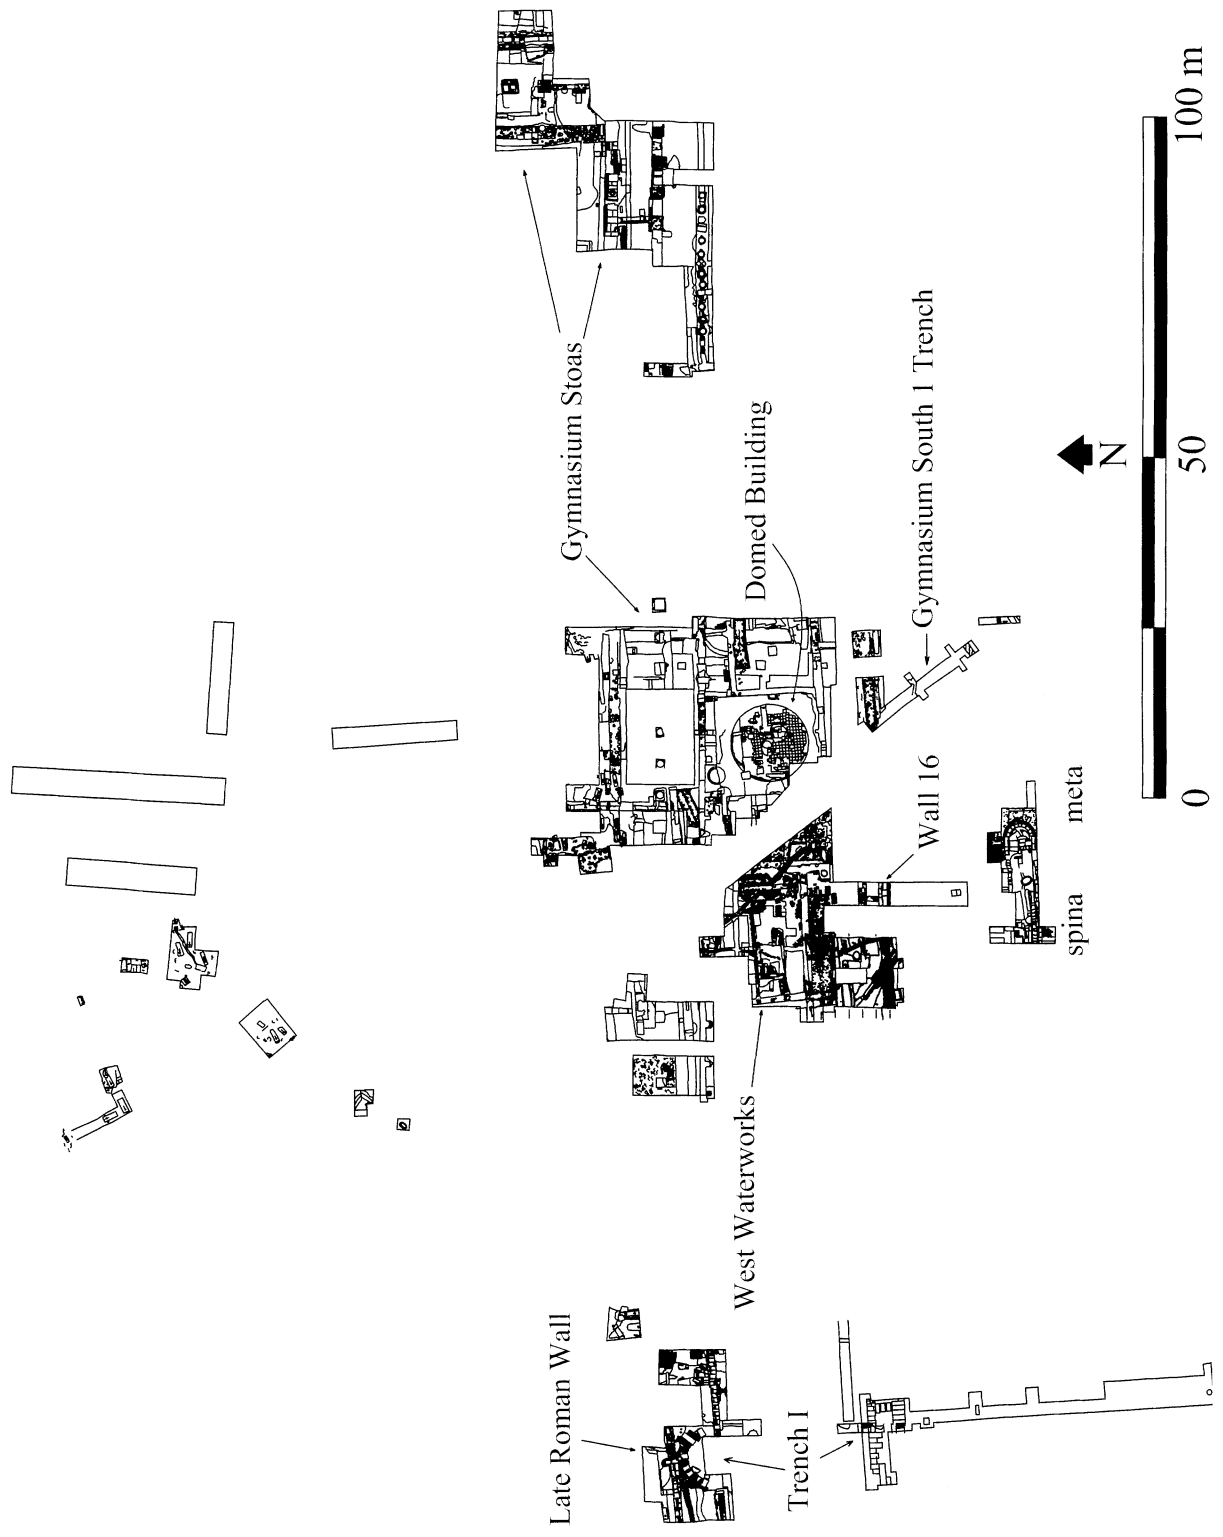 Gymnasium Stoas
Domed Building
Gymnasium South 1 Trench
West Waterworks
Wall 16
Late Roman Wall
Trench I
spina meta
N
0 50 100 m